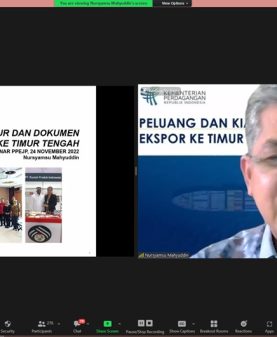 You are viewing Nursyamsu Mahyuddin's screen
View Options
UR DAN DOKUMEN
KE TIMUR TENGAH
NAR PPEJP, 24 NOVEMBER 2022
Nursyamsu Mahyuddin
KEMENTERIAN
PERDAGANGAN
REPUBLIK INDONESIA
PELUANG DAN KIA
EKSPOR KE TIMUR
Nursyamsu Mahyuddin
Security
Participants
Chat
Share Screen
Pause/Stop Recording
Show Captions
Breakout Rooms
Reactions
Apps